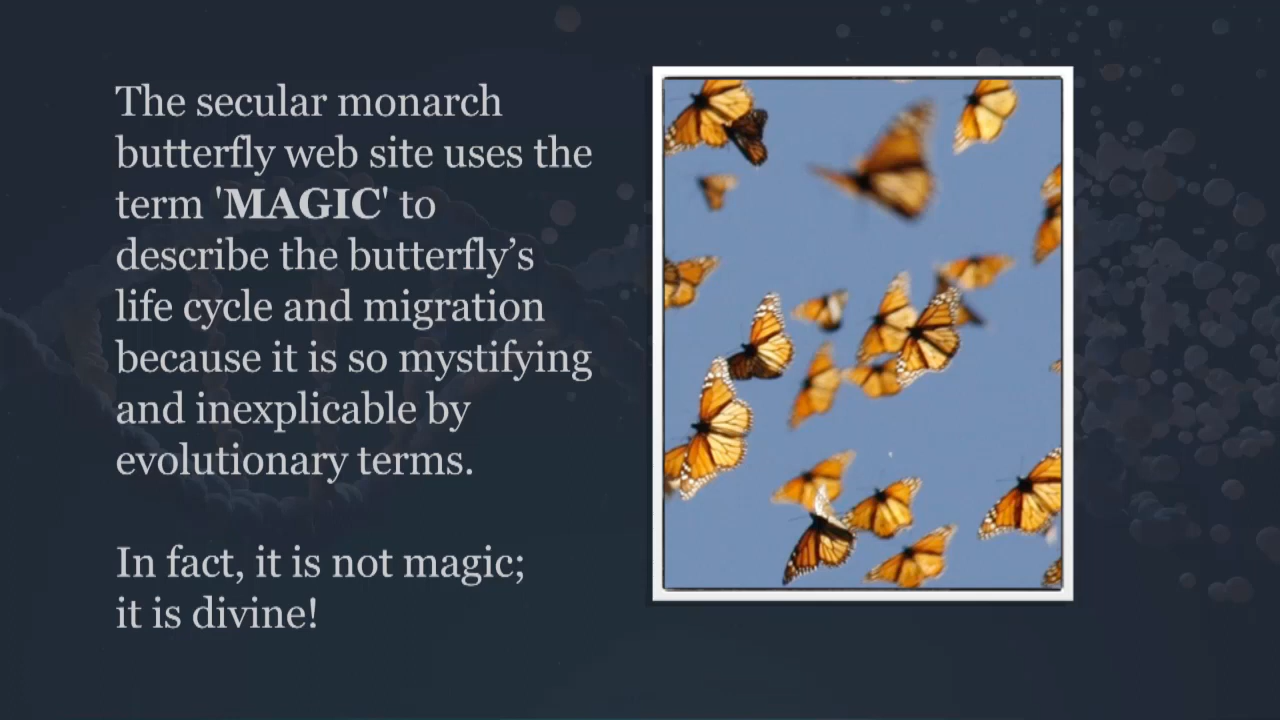 The secular monarch
butterfly web site uses the
term 'MAGIC' to
describe the butterfly’s
life cycle and migration
because it is so mystifying
and inexplicable by
evolutionary terms.
In fact, it is not magic;
it is divine!